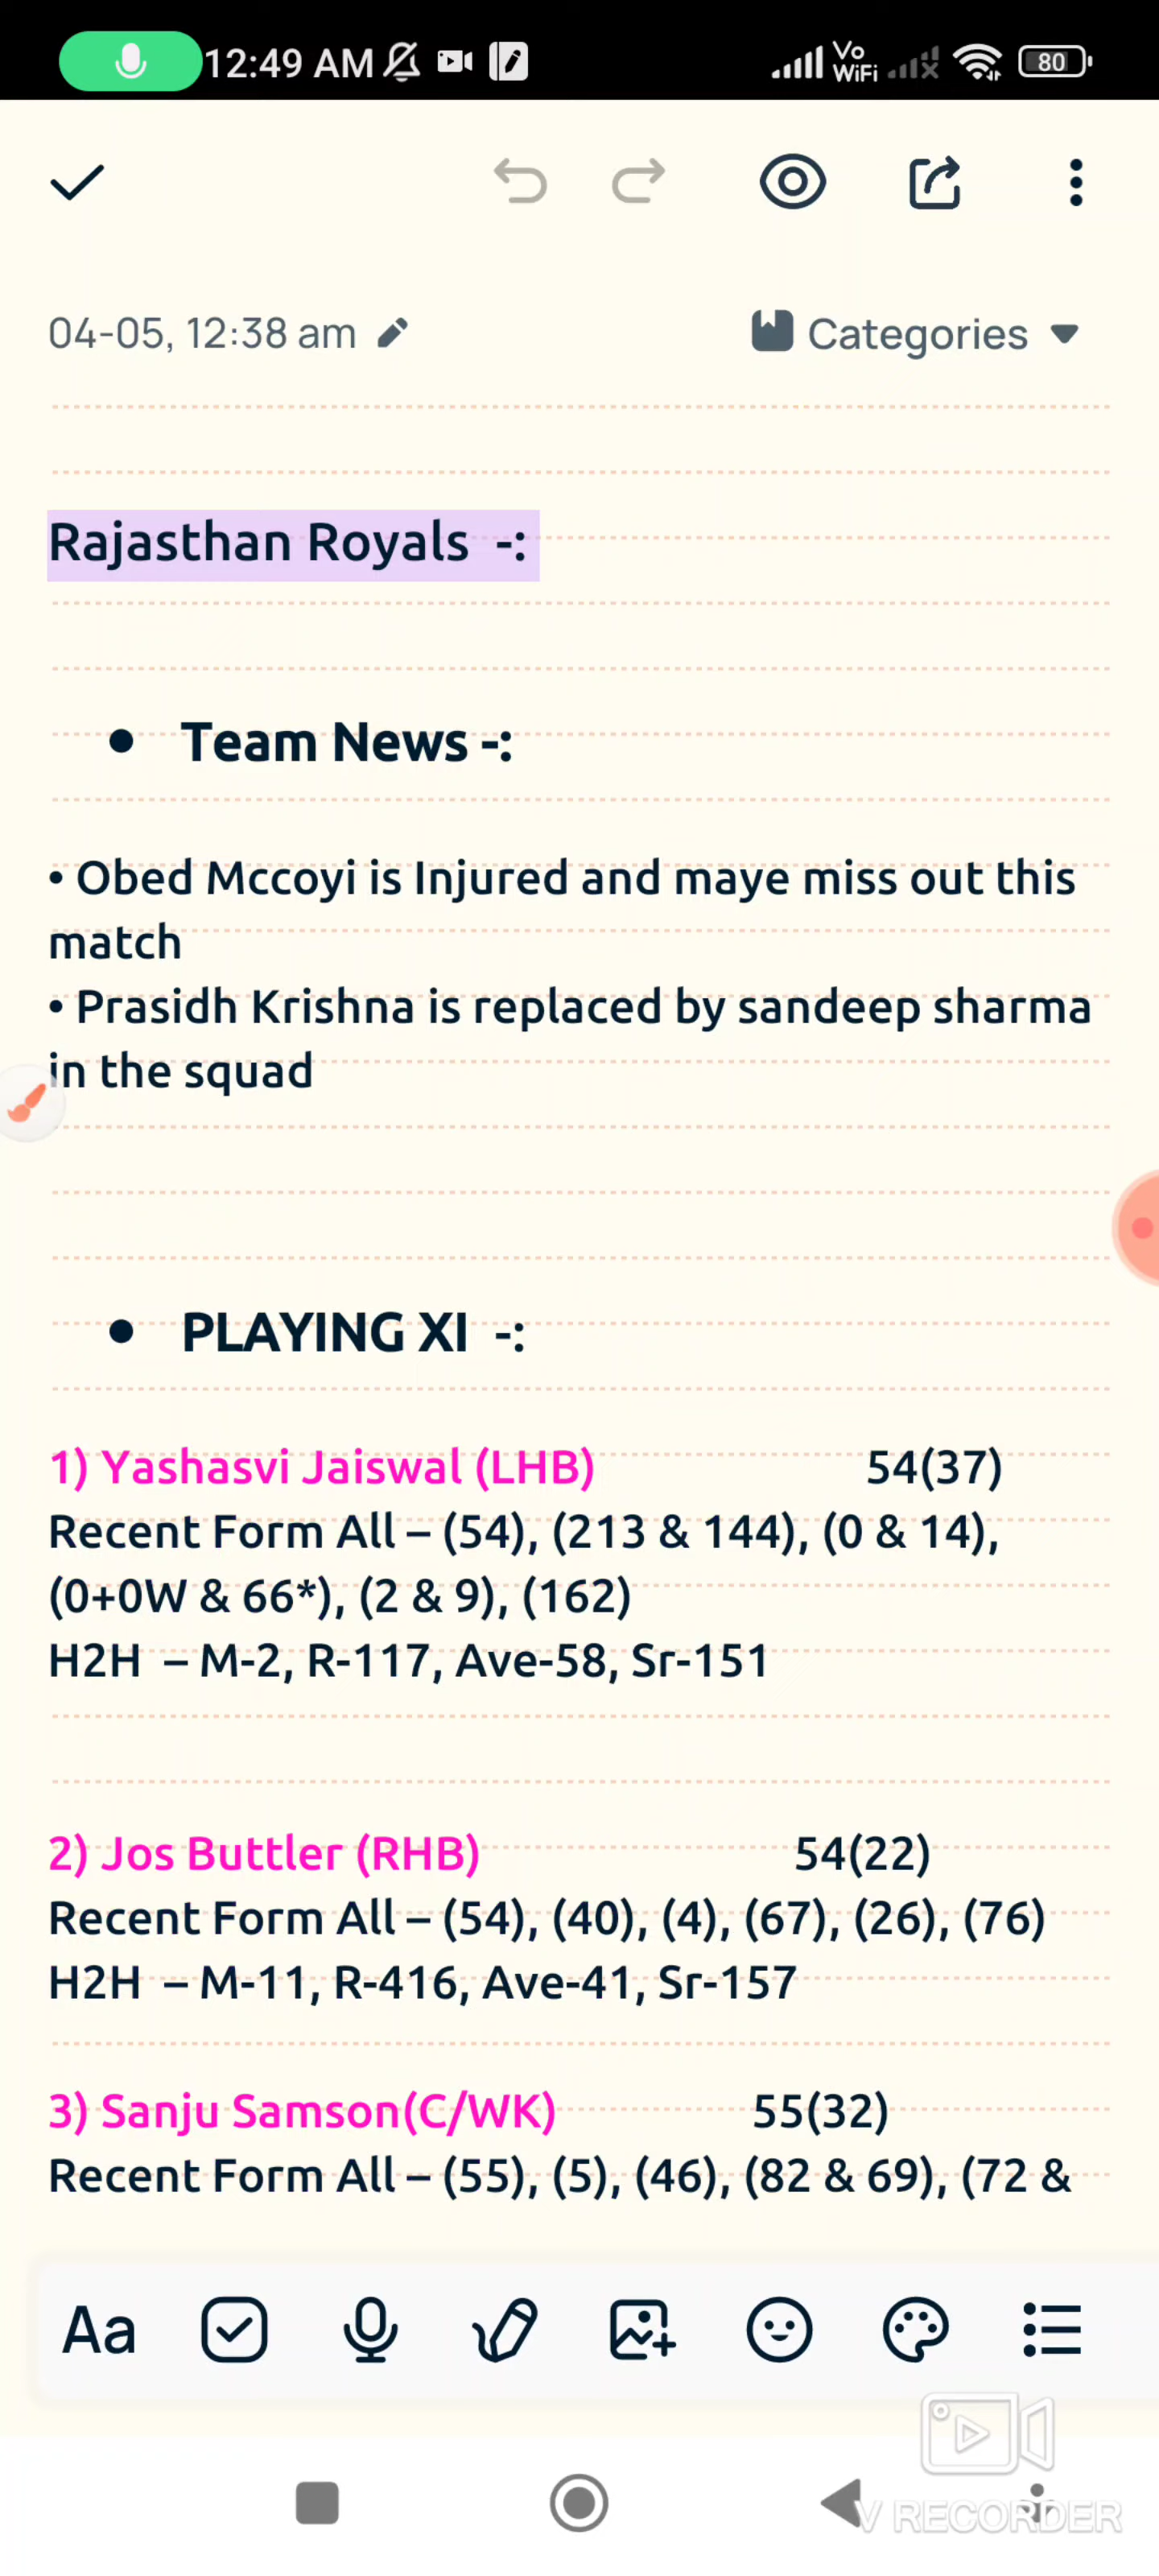 12:49 AM
Vo WiFi
80
04-05, 12:38 am
Categories
Rajasthan Royals -:
• Team News -:
• Obed Mccoyi is Injured and maye miss out this
match
• Prasidh Krishna is replaced by sandeep sharma
in the squad
• PLAYING XI -:
1) Yashasvi Jaiswal (LHB) 54(37)
Recent Form All – (54), (213 & 144), (0 & 14),
(0+0W & 66*), (2 & 9), (162)
H2H – M-2, R-117, Ave-58, Sr-151
2) Jos Buttler (RHB) 54(22)
Recent Form All – (54), (40), (4), (67), (26), (76)
H2H – M-11, R-416, Ave-41, Sr-157
3) Sanju Samson(C/WK) 55(32)
Recent Form All – (55), (5), (46), (82 & 69), (72 &
Aa
V RECORDER